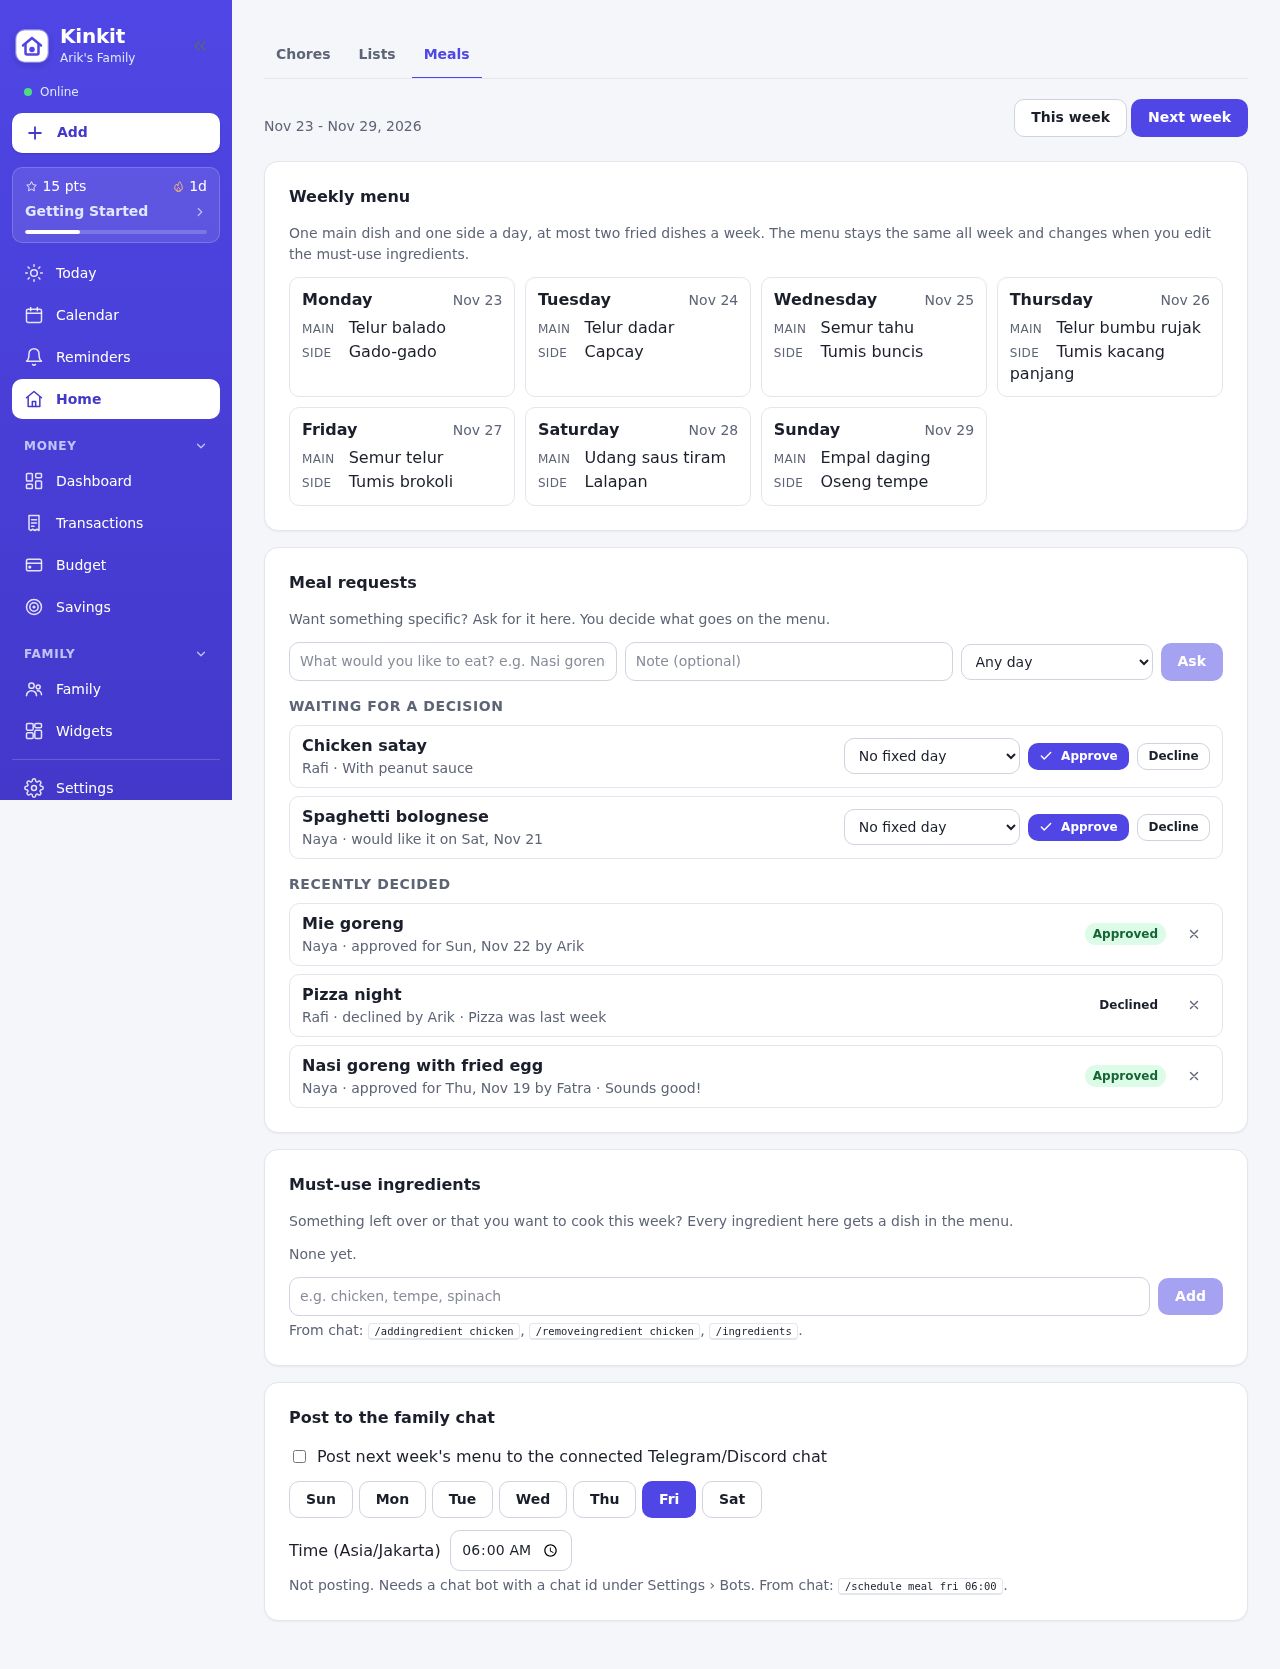 Kinkit
Arik's Family
Online
Add
15 pts
1d
Getting Started
Today
Calendar
Reminders
Home
MONEY
Dashboard
Transactions
Budget
Savings
FAMILY
Family
Widgets
Settings
Chores Lists Meals
Nov 23 - Nov 29, 2026
This week Next week
Weekly menu
One main dish and one side a day, at most two fried dishes a week. The menu stays the same all week and changes when you edit
the must-use ingredients.
Monday Nov 23
MAIN Telur balado
SIDE Gado-gado
Tuesday Nov 24
MAIN Telur dadar
SIDE Capcay
Wednesday Nov 25
MAIN Semur tahu
SIDE Tumis buncis
Thursday Nov 26
MAIN Telur bumbu rujak
SIDE Tumis kacang
panjang
Friday Nov 27
MAIN Semur telur
SIDE Tumis brokoli
Saturday Nov 28
MAIN Udang saus tiram
SIDE Lalapan
Sunday Nov 29
MAIN Empal daging
SIDE Oseng tempe
Meal requests
Want something specific? Ask for it here. You decide what goes on the menu.
What would you like to eat? e.g. Nasi goren
Note (optional)
Any day
Ask
WAITING FOR A DECISION
Chicken satay
Rafi · With peanut sauce
No fixed day Approve Decline
Spaghetti bolognese
Naya · would like it on Sat, Nov 21
No fixed day Approve Decline
RECENTLY DECIDED
Mie goreng
Naya · approved for Sun, Nov 22 by Arik
Approved
Pizza night
Rafi · declined by Arik · Pizza was last week
Declined
Nasi goreng with fried egg
Naya · approved for Thu, Nov 19 by Fatra · Sounds good!
Approved
Must-use ingredients
Something left over or that you want to cook this week? Every ingredient here gets a dish in the menu.
None yet.
e.g. chicken, tempe, spinach
Add
From chat: /addingredient chicken, /removeingredient chicken, /ingredients.
Post to the family chat
Post next week's menu to the connected Telegram/Discord chat
Sun Mon Tue Wed Thu Fri Sat
Time (Asia/Jakarta) 06:00 AM
Not posting. Needs a chat bot with a chat id under Settings › Bots. From chat: /schedule meal fri 06:00.